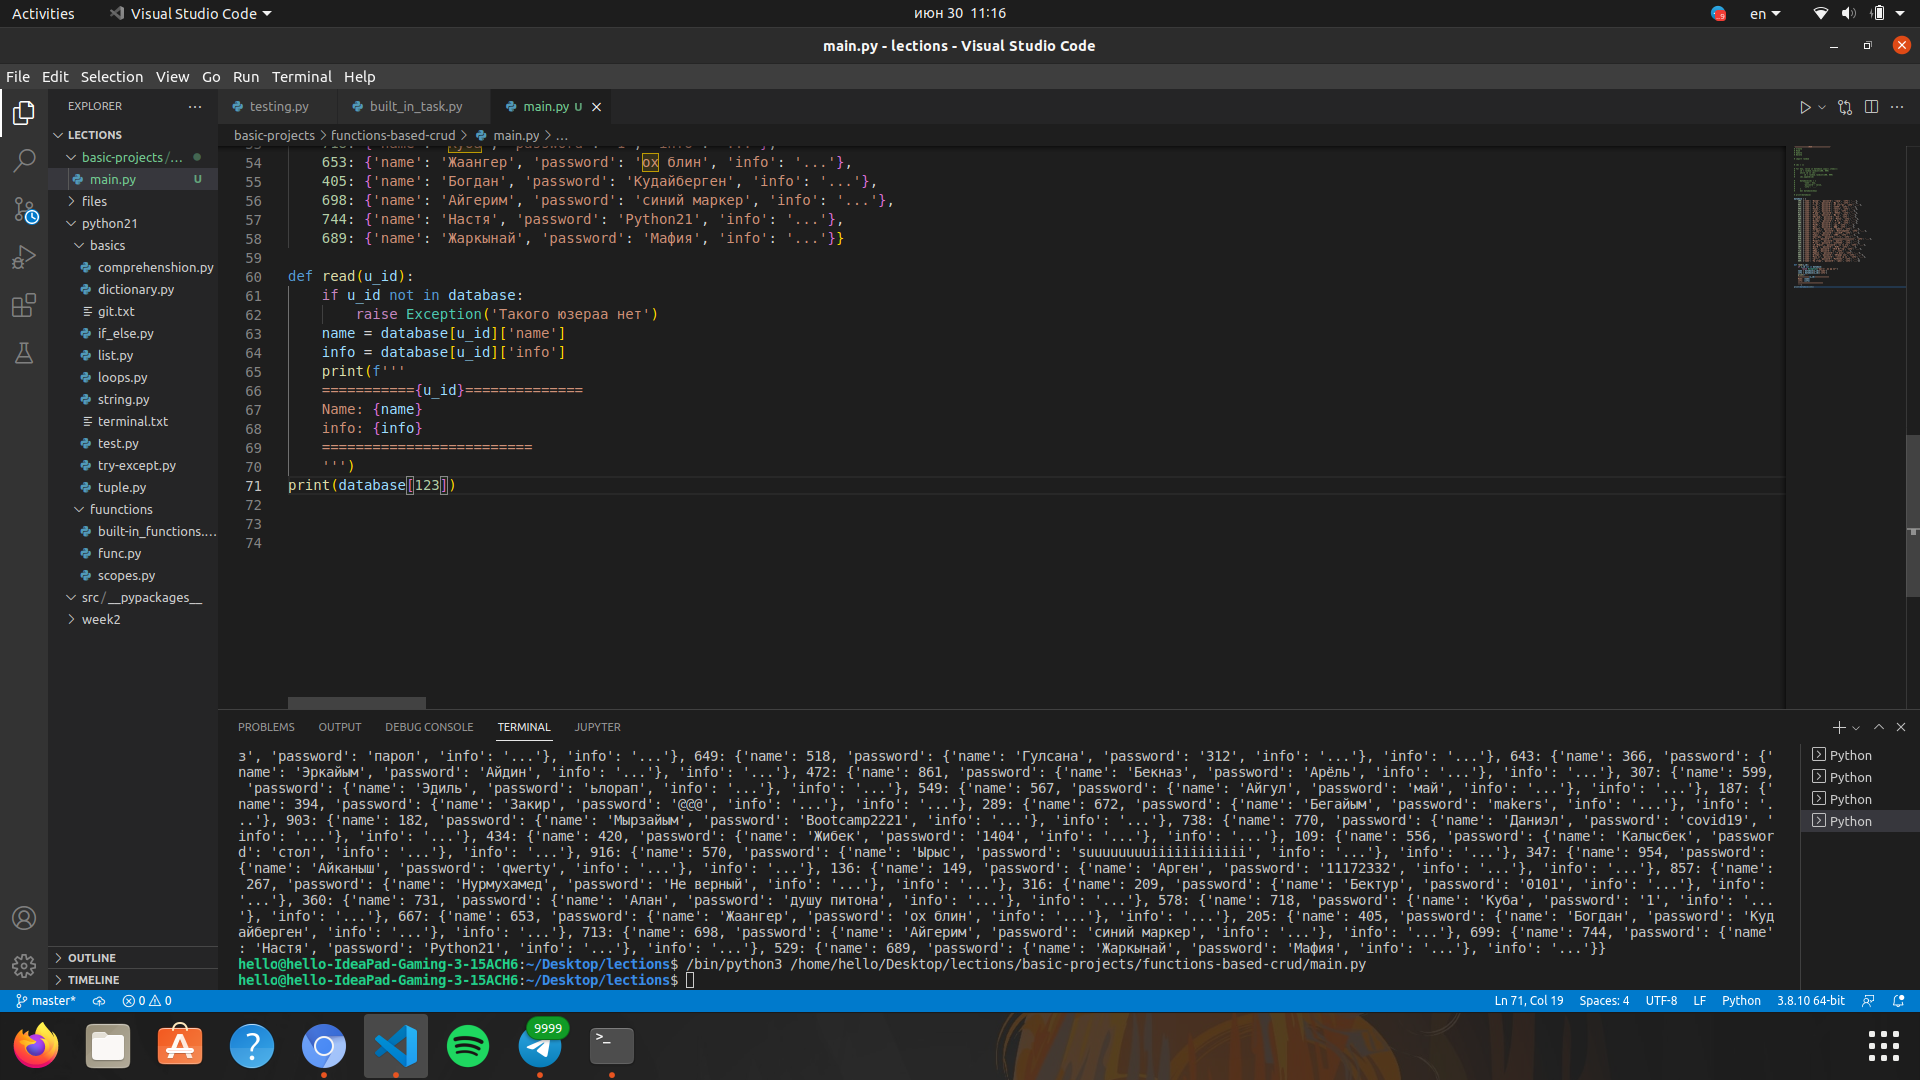 Activities
Visual Studio Code
июн 30 11:16
en
main.py - lections - Visual Studio Code
File Edit Selection View Go Run Terminal Help
EXPLORER
LECTIONS
basic-projects /...
main.py U
files
python21
basics
comprehenshion.py
dictionary.py
git.txt
if_else.py
list.py
loops.py
string.py
terminal.txt
test.py
try-except.py
tuple.py
fuunctions
built-in_functions....
func.py
scopes.py
src / __pypackages__
week2
OUTLINE
TIMELINE
testing.py
built_in_task.py
main.py U
basic-projects > functions-based-crud > main.py > ...
54 653: {'name': 'Жаангер', 'password': 'ох блин', 'info': '...'},
55 405: {'name': 'Богдан', 'password': 'Кудайберген', 'info': '...'},
56 698: {'name': 'Айгерим', 'password': 'синий маркер', 'info': '...'},
57 744: {'name': 'Настя', 'password': 'Python21', 'info': '...'},
58 689: {'name': 'Жаркынай', 'password': 'Мафия', 'info': '...'}}
59
60 def read(u_id):
61 if u_id not in database:
62 raise Exception('Такого юзераа нет')
63 name = database[u_id]['name']
64 info = database[u_id]['info']
65 print(f'''
66 ==========={u_id}==============
67 Name: {name}
68 info: {info}
69 =========================
70 ''')
71 print(database[123])
72
73
74
PROBLEMS OUTPUT DEBUG CONSOLE TERMINAL JUPYTER
з', 'password': 'парол', 'info': '...'}, 'info': '...'}, 649: {'name': 518, 'password': {'name': 'Гулсана', 'password': '312', 'info': '...'}, 'info': '...'}, 643: {'name': 366, 'password': {'
name': 'Эркайым', 'password': 'Айдин', 'info': '...'}, 'info': '...'}, 472: {'name': 861, 'password': {'name': 'Бекназ', 'password': 'Арёль', 'info': '...'}, 'info': '...'}, 307: {'name': 599,
'password': {'name': 'Эдиль', 'password': 'ьлорап', 'info': '...'}, 'info': '...'}, 549: {'name': 567, 'password': {'name': 'Айгул', 'password': 'май', 'info': '...'}, 'info': '...'}, 187: {'
name': 394, 'password': {'name': 'Закир', 'password': '@@@', 'info': '...'}, 'info': '...'}, 289: {'name': 672, 'password': {'name': 'Бегайым', 'password': 'makers', 'info': '...'}, 'info': '.
..'}, 903: {'name': 182, 'password': {'name': 'Мырзайым', 'password': 'Bootcamp2221', 'info': '...'}, 'info': '...'}, 738: {'name': 770, 'password': {'name': 'Даниэл', 'password': 'covid19', '
info': '...'}, 'info': '...'}, 434: {'name': 420, 'password': {'name': 'Жибек', 'password': '1404', 'info': '...'}, 'info': '...'}, 109: {'name': 556, 'password': {'name': 'Калысбек', 'passwor
d': 'стол', 'info': '...'}, 'info': '...'}, 916: {'name': 570, 'password': {'name': 'Ырыс', 'password': 'suuuuuuuuiiiiiiiiiiii', 'info': '...'}, 'info': '...'}, 347: {'name': 954, 'password':
{'name': 'Айканыш', 'password': 'qwerty', 'info': '...'}, 'info': '...'}, 136: {'name': 149, 'password': {'name': 'Арген', 'password': '11172332', 'info': '...'}, 'info': '...'}, 857: {'name':
267, 'password': {'name': 'Нурмухамед', 'password': 'Не верный', 'info': '...'}, 'info': '...'}, 316: {'name': 209, 'password': {'name': 'Бектур', 'password': '0101', 'info': '...'}, 'info':
'...'}, 360: {'name': 731, 'password': {'name': 'Алан', 'password': 'душу питона', 'info': '...'}, 'info': '...'}, 578: {'name': 718, 'password': {'name': 'Куба', 'password': '1', 'info': '...
'}, 'info': '...'}, 667: {'name': 653, 'password': {'name': 'Жаангер', 'password': 'ох блин', 'info': '...'}, 'info': '...'}, 205: {'name': 405, 'password': {'name': 'Богдан', 'password': 'Куд
айберген', 'info': '...'}, 'info': '...'}, 713: {'name': 698, 'password': {'name': 'Айгерим', 'password': 'синий маркер', 'info': '...'}, 'info': '...'}, 699: {'name': 744, 'password': {'name'
: 'Настя', 'password': 'Python21', 'info': '...'}, 'info': '...'}, 529: {'name': 689, 'password': {'name': 'Жаркынай', 'password': 'Мафия', 'info': '...'}, 'info': '...'}}
hello@hello-IdeaPad-Gaming-3-15ACH6:~/Desktop/lections$ /bin/python3 /home/hello/Desktop/lections/basic-projects/functions-based-crud/main.py
hello@hello-IdeaPad-Gaming-3-15ACH6:~/Desktop/lections$
Python
Python
Python
Python
master* 0 0
Ln 71, Col 19 Spaces: 4 UTF-8 LF Python 3.8.10 64-bit
9999